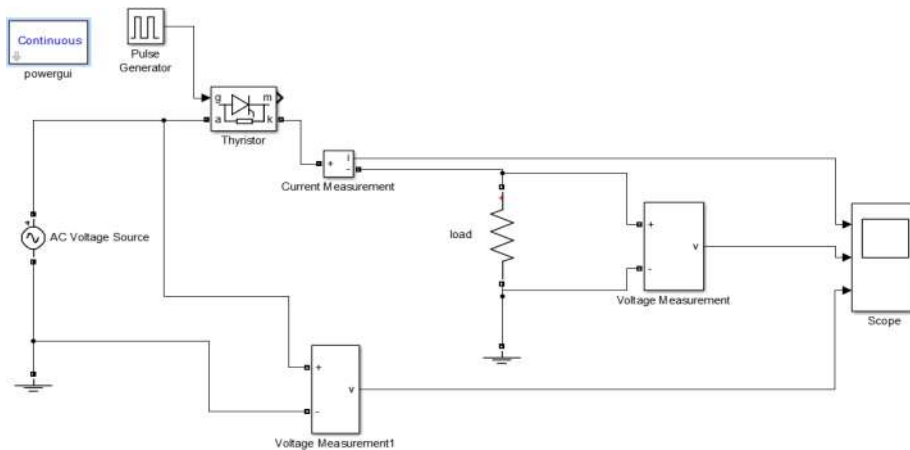 Continuous
powergui
Pulse
Generator
g
m
a
k
Thyristor
+
i
-
Current Measurement
AC Voltage Source
+
load
+
-
v
Voltage Measurement
Scope
+
-
v
Voltage Measurement1